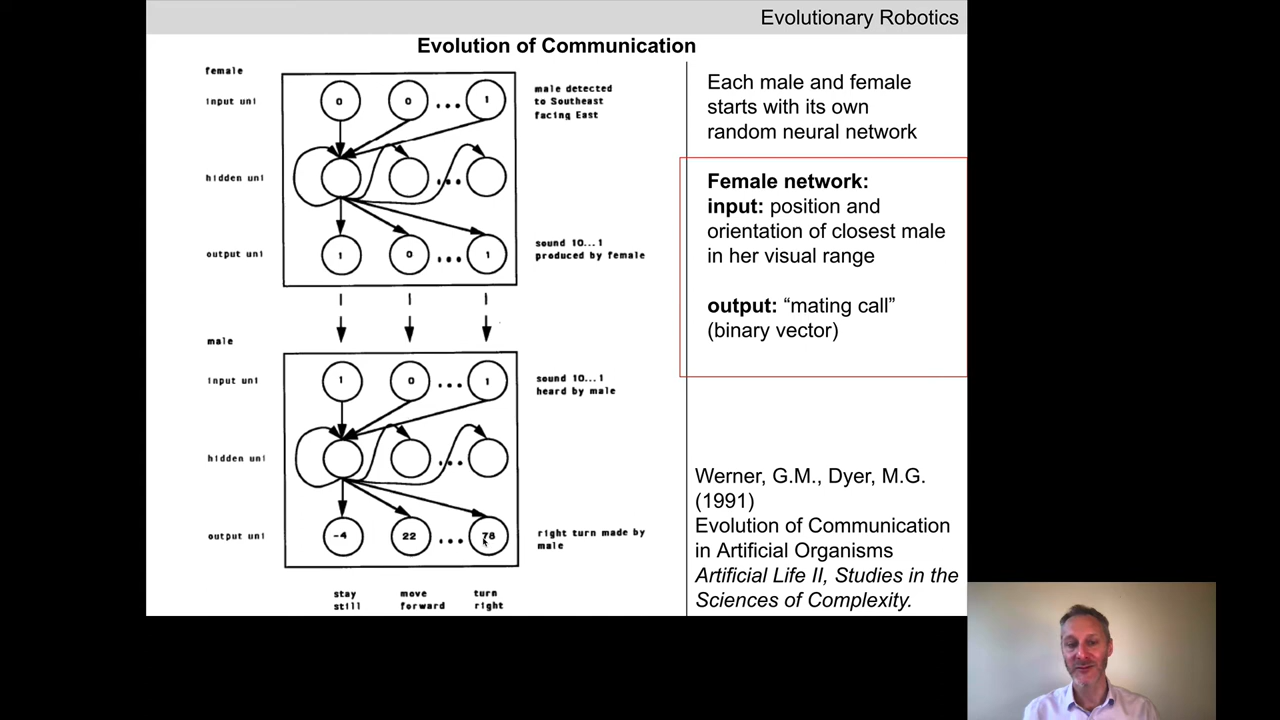 Evolutionary Robotics
Evolution of Communication
female
input uni
0
0
...
1
male detected
to Southeast
facing East
hidden uni
...
output uni
1
0
...
1
sound 10...1
produced by female
male
input uni
1
0
...
1
sound 10...1
heard by male
hidden uni
...
output uni
-4
22
...
78
right turn made by
male
stay
still
move
forward
turn
right
Each male and female
starts with its own
random neural network
Female network:
input: position and
orientation of closest male
in her visual range
output: “mating call”
(binary vector)
Werner, G.M., Dyer, M.G.
(1991)
Evolution of Communication
in Artificial Organisms
Artificial Life II, Studies in the
Sciences of Complexity.